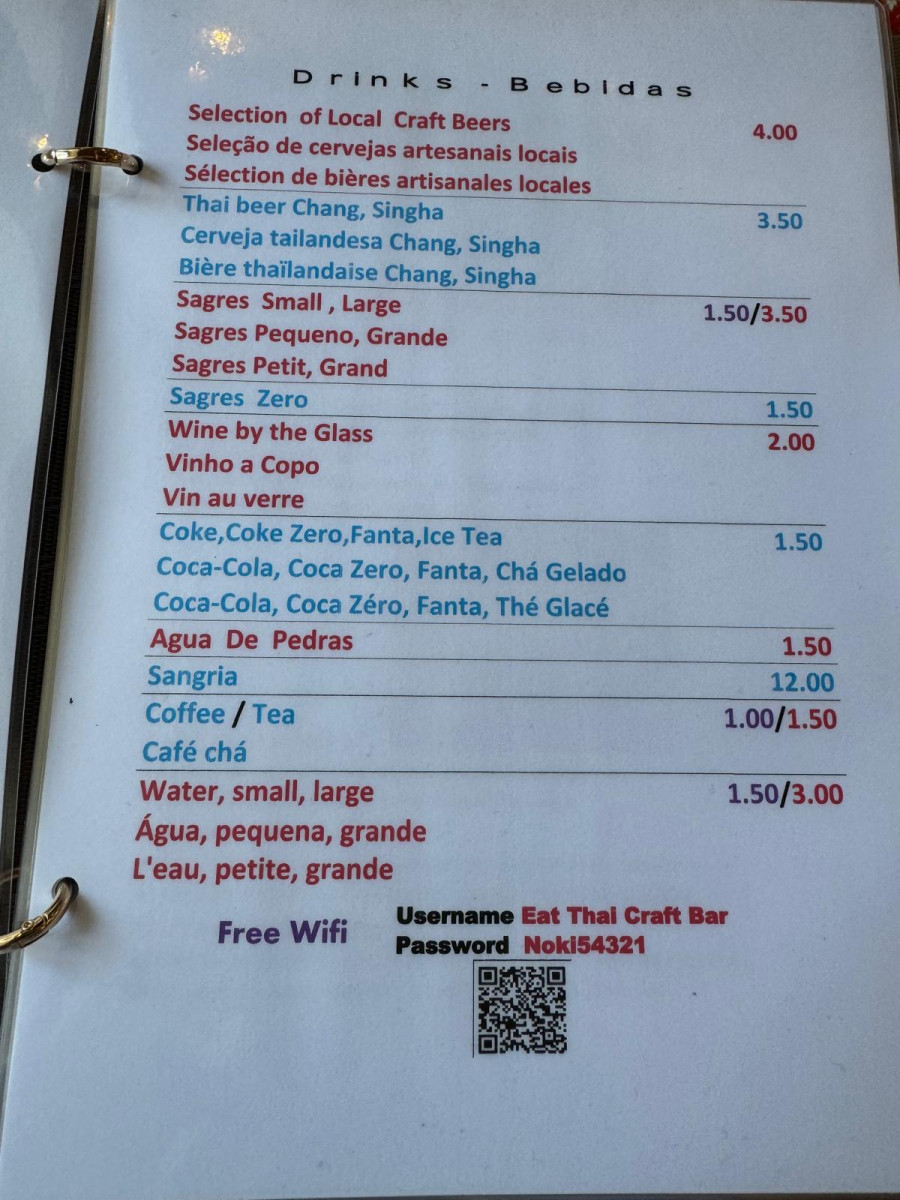 Drinks - Bebidas
Selection of Local Craft Beers 4.00
Seleção de cervejas artesanais locais
Sélection de bières artisanales locales
Thai beer Chang, Singha 3.50
Cerveja tailandesa Chang, Singha
Bière thaïlandaise Chang, Singha
Sagres Small , Large 1.50/3.50
Sagres Pequeno, Grande
Sagres Petit, Grand
Sagres Zero 1.50
Wine by the Glass 2.00
Vinho a Copo
Vin au verre
Coke,Coke Zero,Fanta,Ice Tea 1.50
Coca-Cola, Coca Zero, Fanta, Chá Gelado
Coca-Cola, Coca Zéro, Fanta, Thé Glacé
Agua De Pedras 1.50
Sangria 12.00
Coffee / Tea 1.00/1.50
Café chá
Water, small, large 1.50/3.00
Água, pequena, grande
L'eau, petite, grande
Free Wifi
Username Eat Thai Craft Bar
Password Noki54321